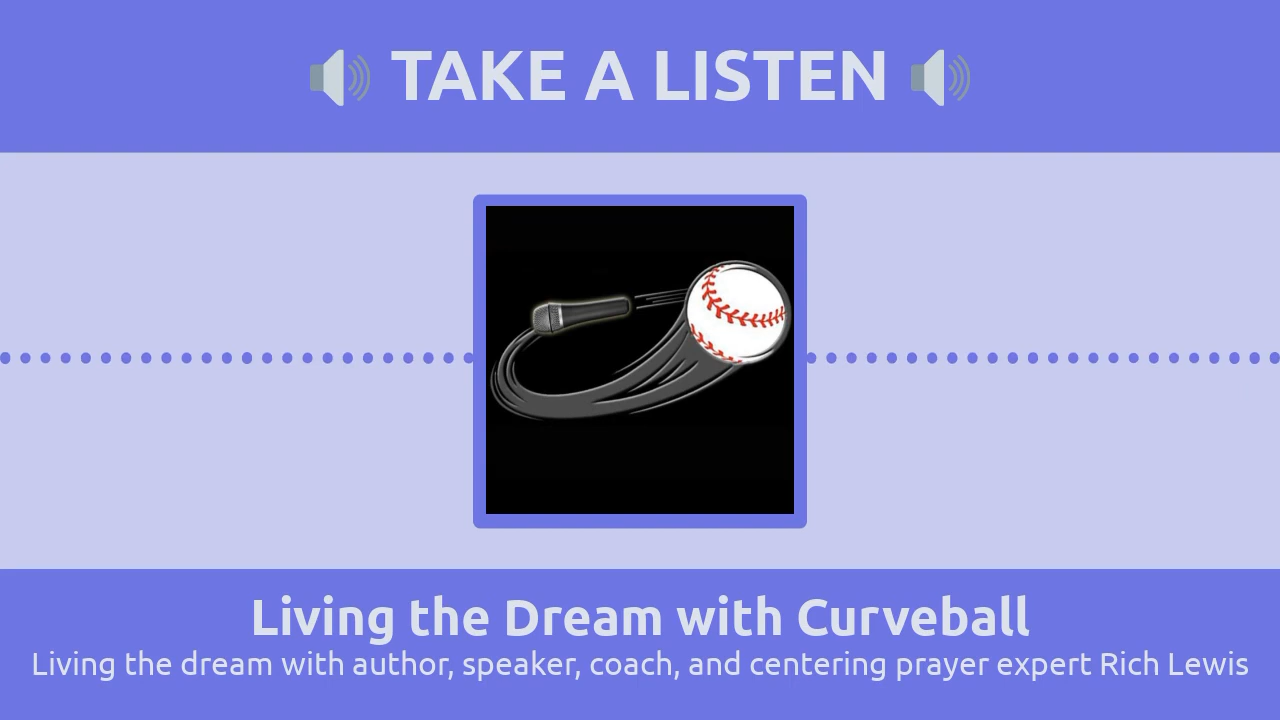 TAKE A LISTEN
Living the Dream with Curveball
Living the dream with author, speaker, coach, and centering prayer expert Rich Lewis